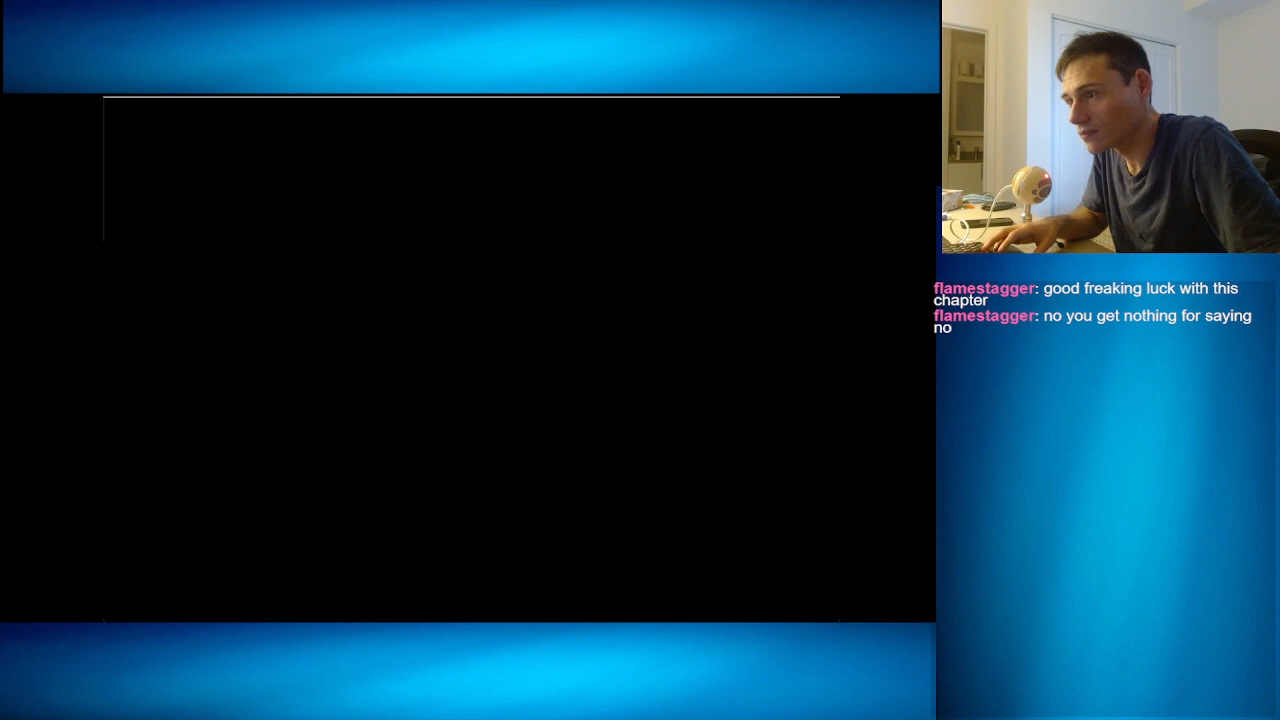 flamestagger: good freaking luck with this
chapter
flamestagger: no you get nothing for saying
no